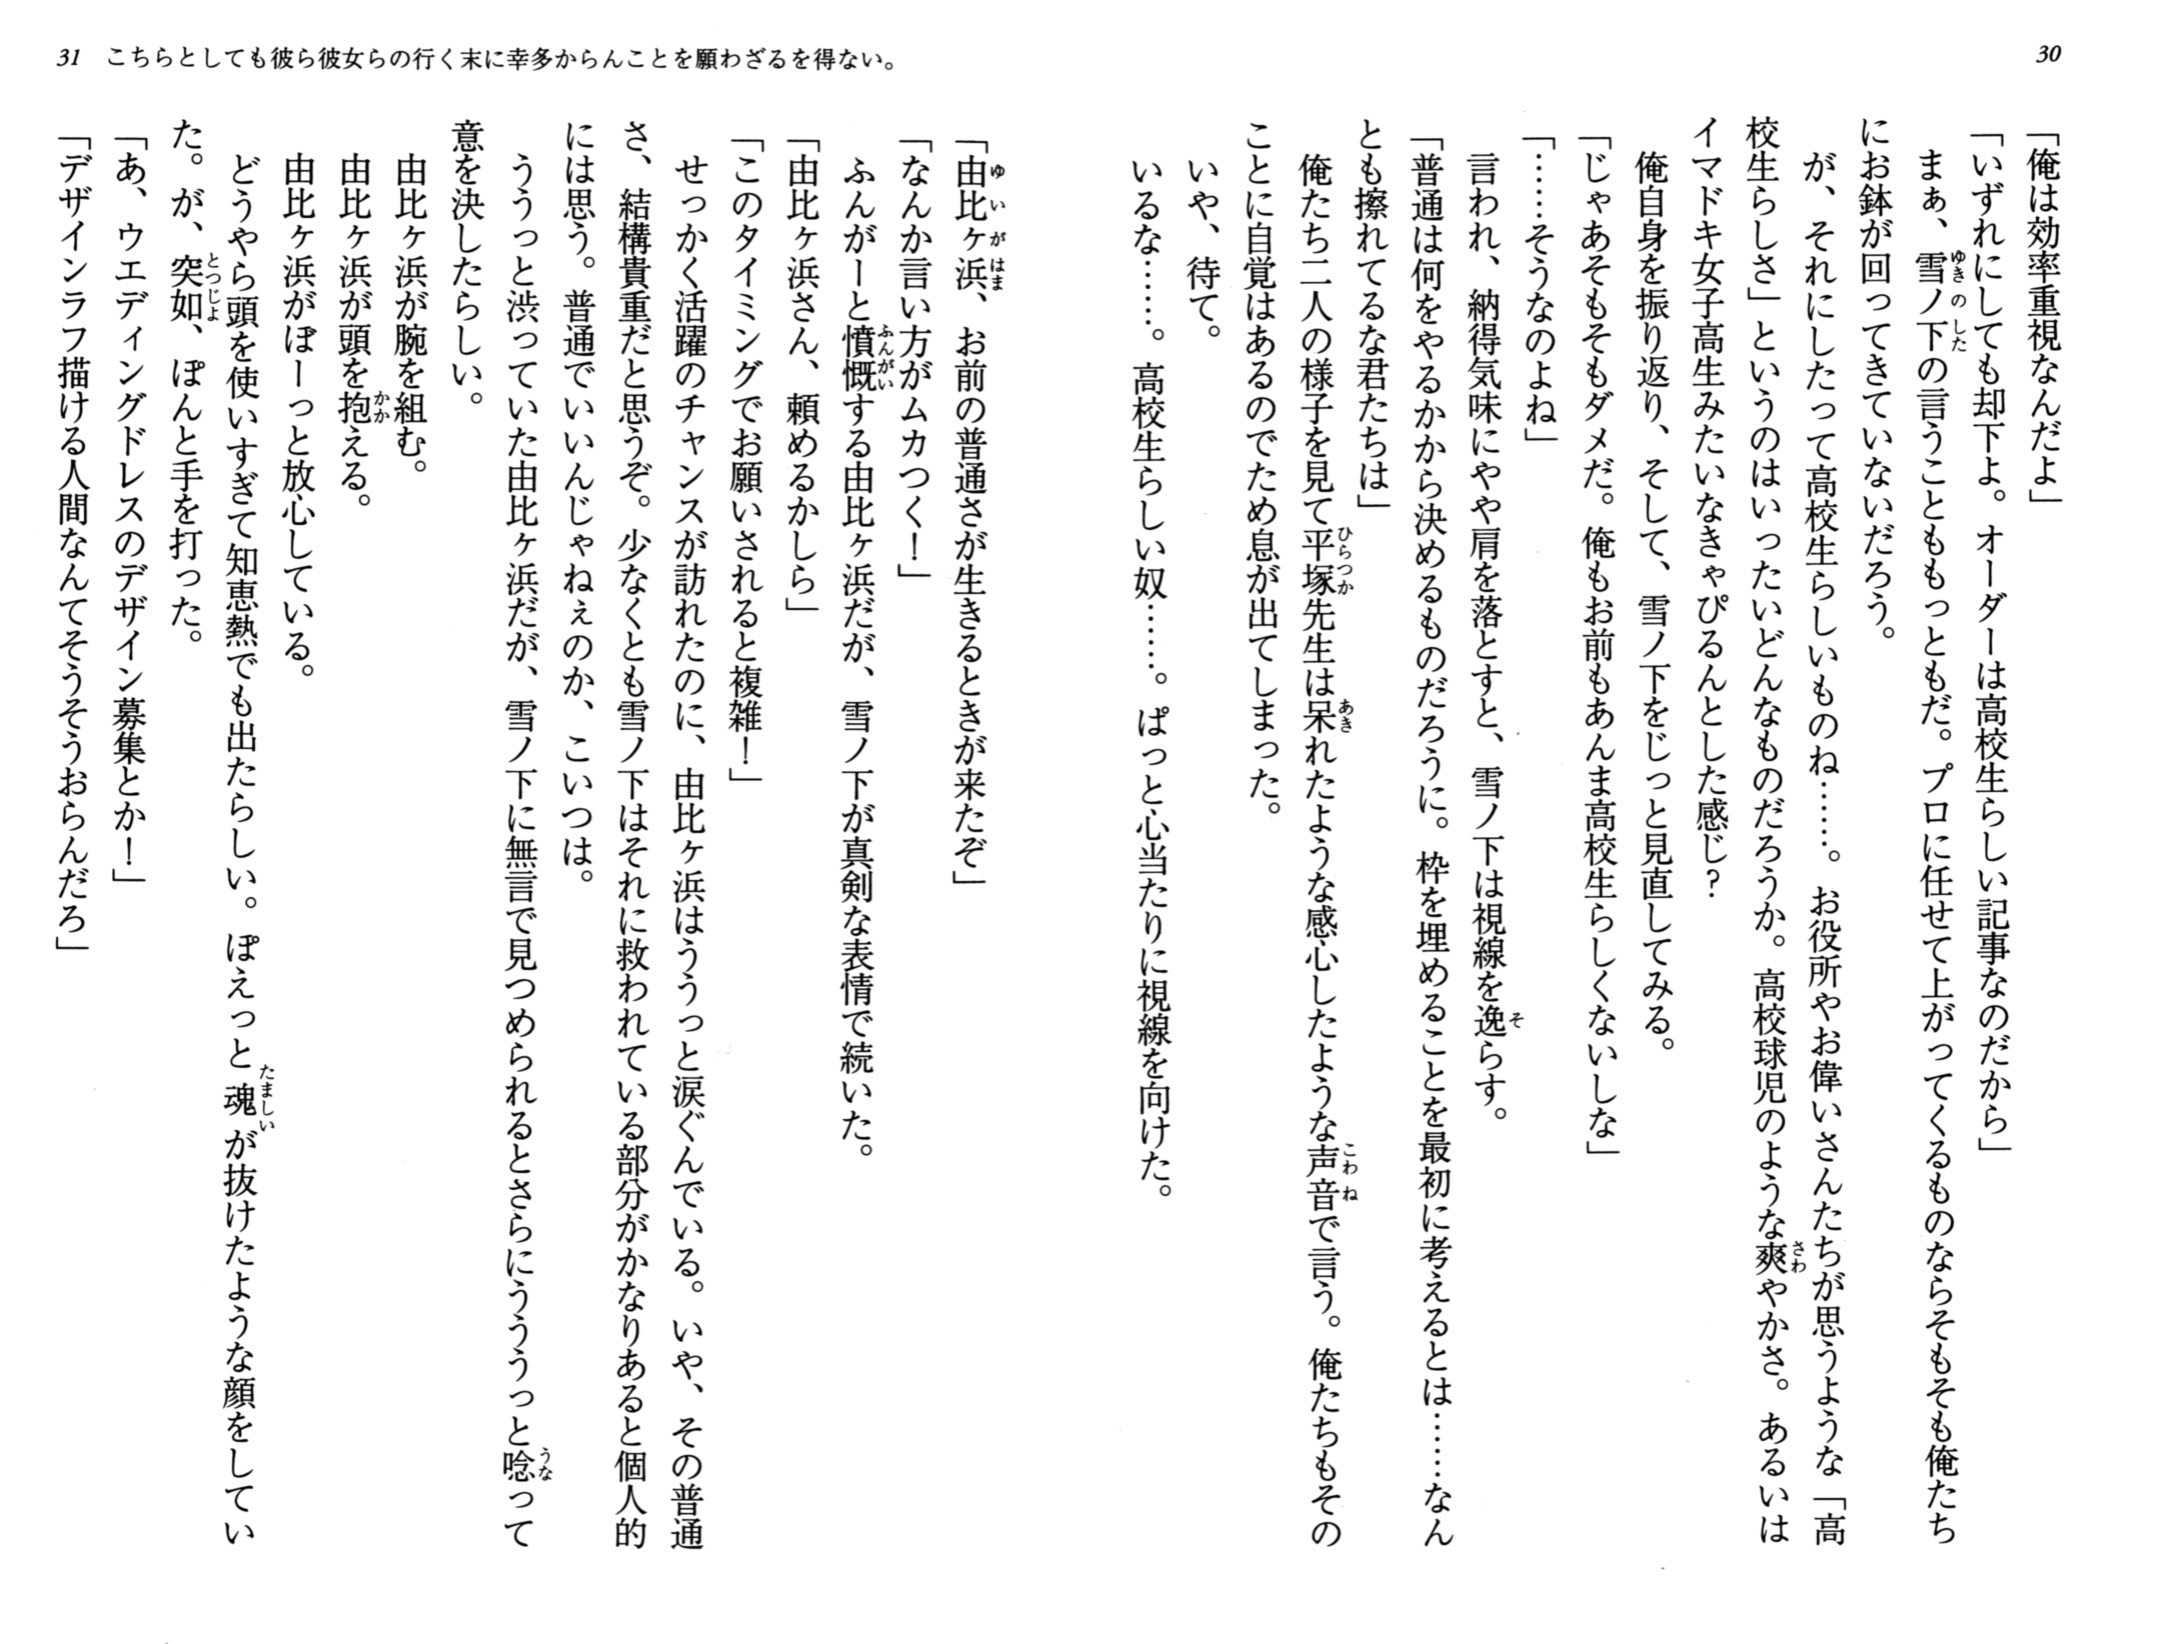 30
「俺は効率重視なんだよ」
「いずれにしても却下よ。オーダーは高校生らしい記事なのだから」
まぁ、雪ノ下の言うことももっともだ。プロに任せて上がってくるものならそもそも俺たち
にお鉢が回ってきていないだろう。
が、それにしたって高校生らしいものね……。お役所やお偉いさんたちが思うような「高
校生らしさ」というのはいったいどんなものだろうか。高校球児のような爽やかさ。あるいは
イマドキ女子高生みたいなきゃぴるんとした感じ?
俺自身を振り返り、そして、雪ノ下をじっと見直してみる。
「じゃあそもそもダメだ。俺もお前もあんま高校生らしくないしな」
「……そうなのよね」
言われ、納得気味にやや肩を落とすと、雪ノ下は視線を逸らす。
「普通は何をやるかから決めるものだろうに。枠を埋めることを最初に考えるとは……なん
とも擦れてるな君たちは」
俺たち二人の様子を見て平塚先生は呆れたような感心したような声音で言う。俺たちもその
ことに自覚はあるのでため息が出てしまった。
いや、待て。
いるな……。高校生らしい奴……。ぱっと心当たりに視線を向けた。
31 こちらとしても彼ら彼女らの行く末に幸多からんことを願わざるを得ない。
「由比ヶ浜、お前の普通さが生きるときが来たぞ」
「なんか言い方がムカつく!」
ふんがーと憤慨する由比ヶ浜だが、雪ノ下が真剣な表情で続いた。
「由比ヶ浜さん、頼めるかしら」
「このタイミングでお願いされると複雑!」
せっかく活躍のチャンスが訪れたのに、由比ヶ浜はううっと涙ぐんでいる。いや、その普通
さ、結構貴重だと思うぞ。少なくとも雪ノ下はそれに救われている部分がかなりあると個人的
には思う。普通でいいんじゃねぇのか、こいつは。
ううっと渋っていた由比ヶ浜だが、雪ノ下に無言で見つめられるとさらにうううっと唸って
意を決したらしい。
由比ヶ浜が腕を組む。
由比ヶ浜が頭を抱える。
由比ヶ浜がぼーっと放心している。
どうやら頭を使いすぎて知恵熱でも出たらしい。ぽえっと魂が抜けたような顔をしてい
た。が、突如、ぽんと手を打った。
「あ、ウエディングドレスのデザイン募集とか!」
「デザインラフ描ける人間なんてそうそうおらんだろ」